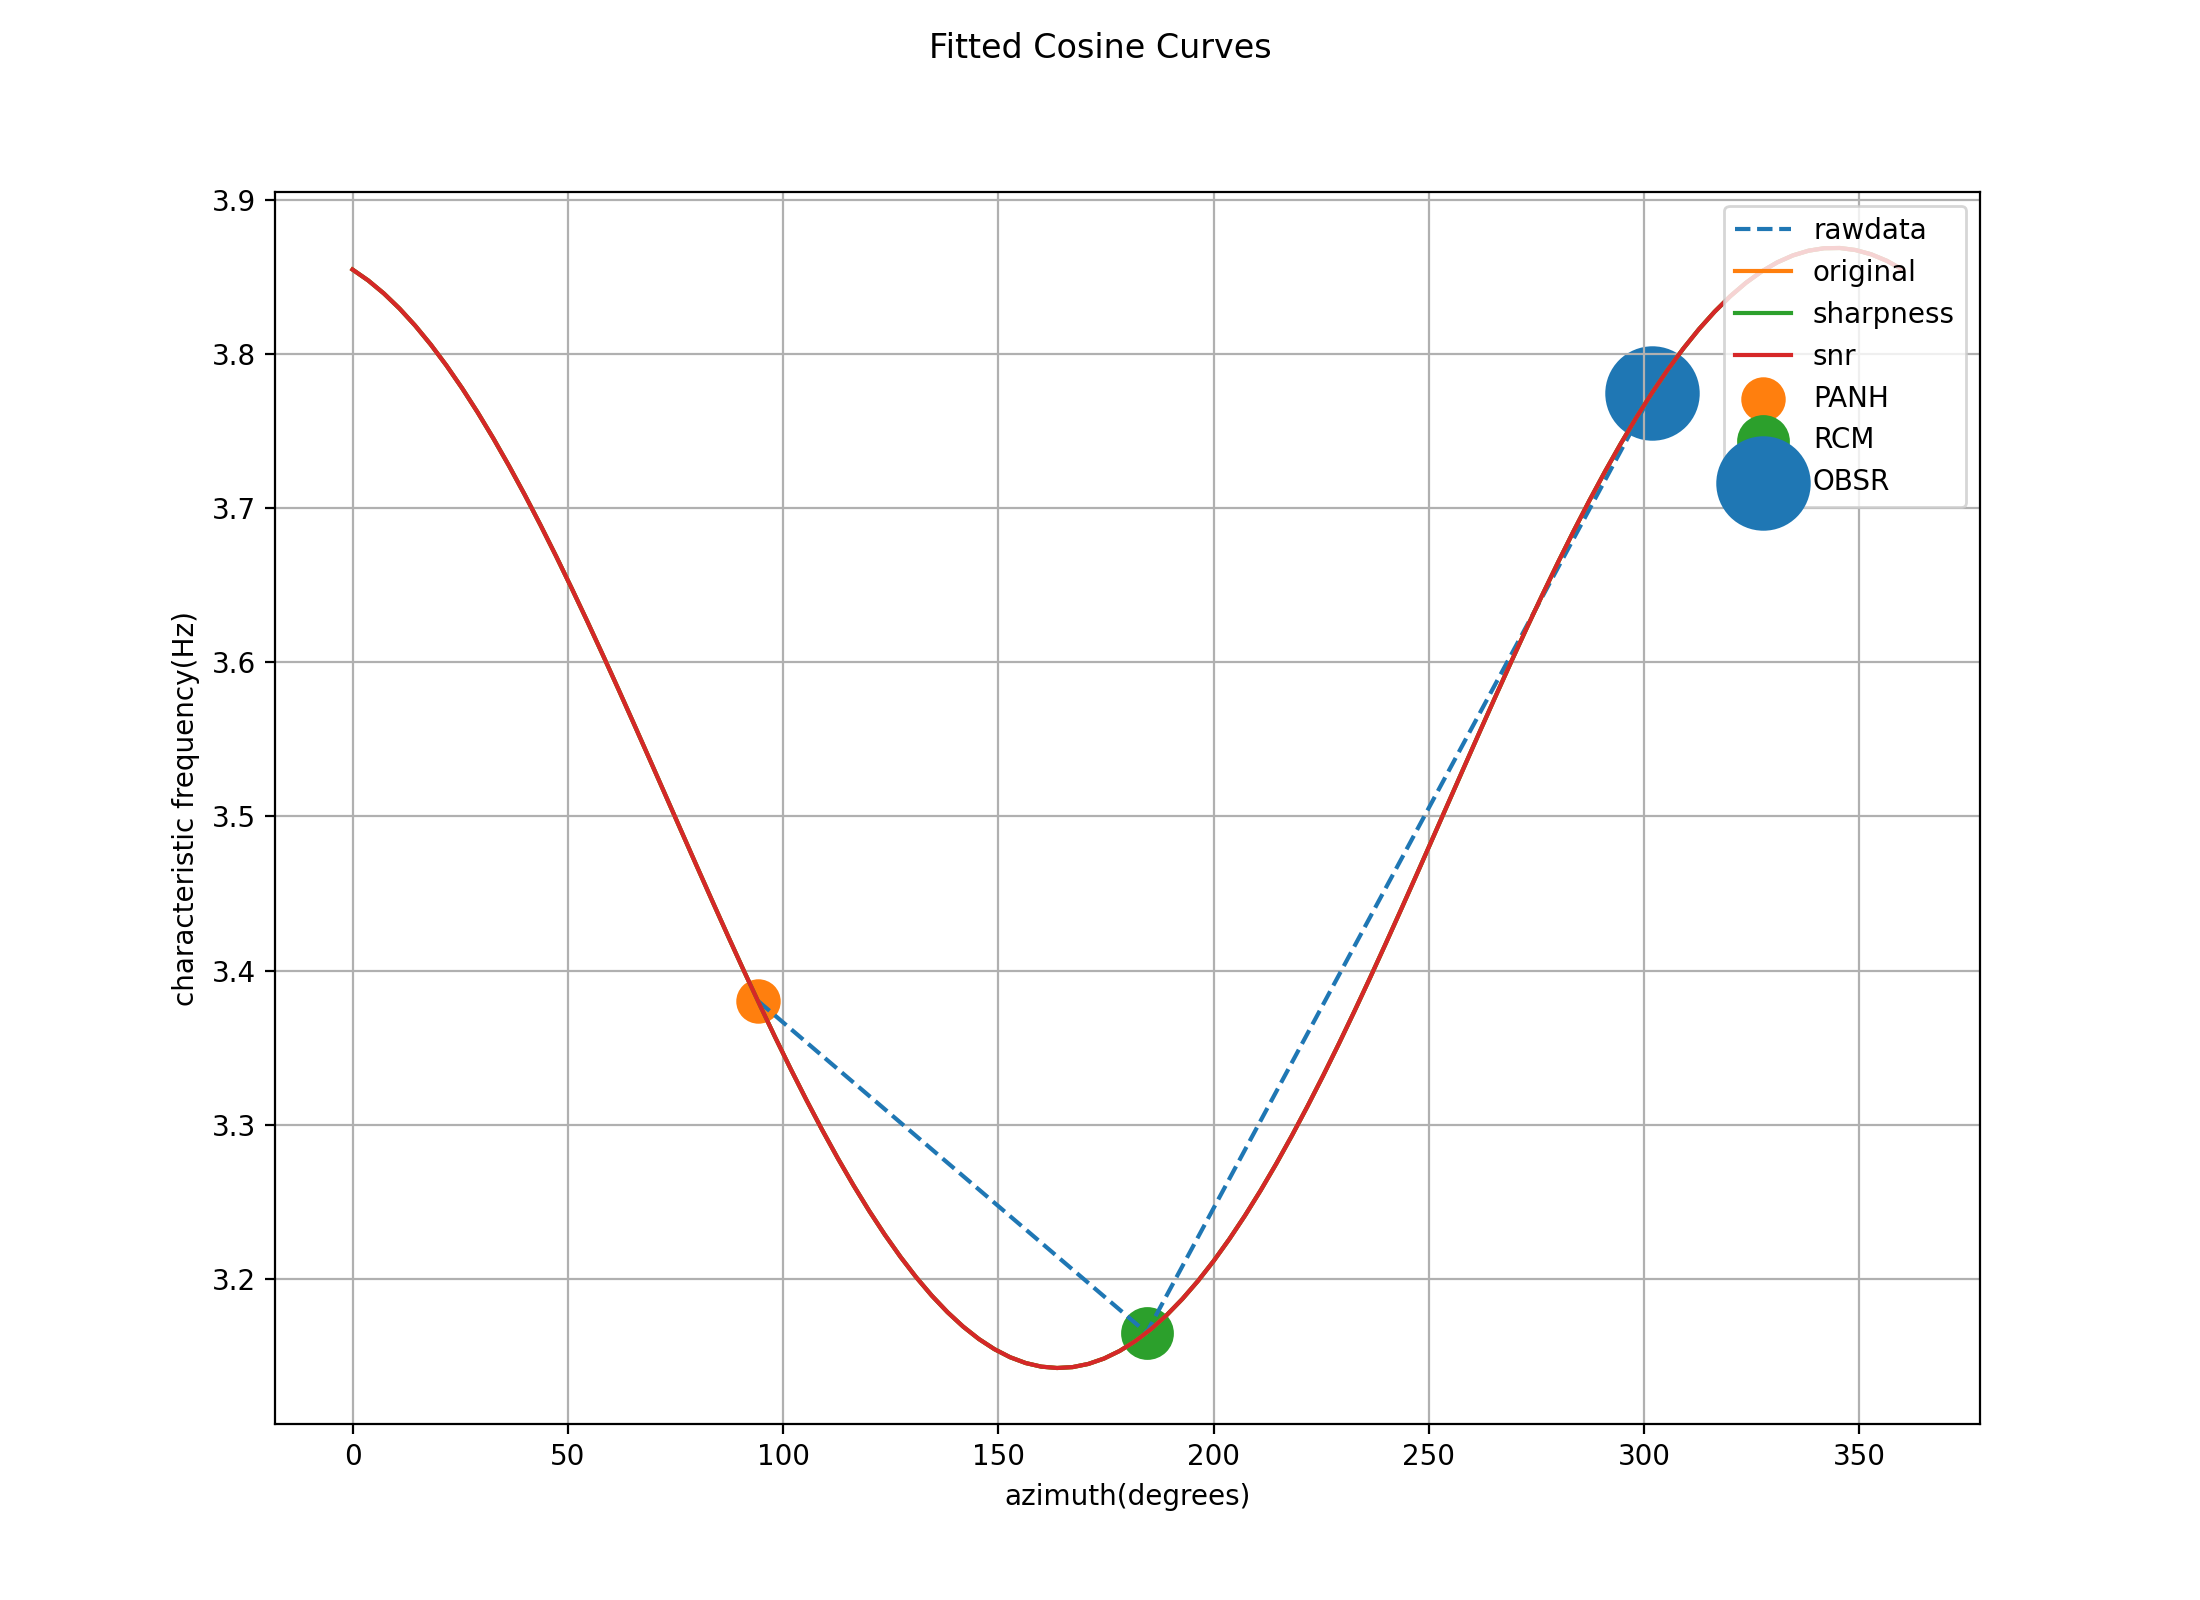 Fitted Cosine Curves
3.9
3.8
3.7
3.6
3.5
3.4
3.3
3.2
characteristic frequency(Hz)
rawdata
original
sharpness
snr
PANH
RCM
OBSR
0 50 100 150 200 250 300 350
azimuth(degrees)